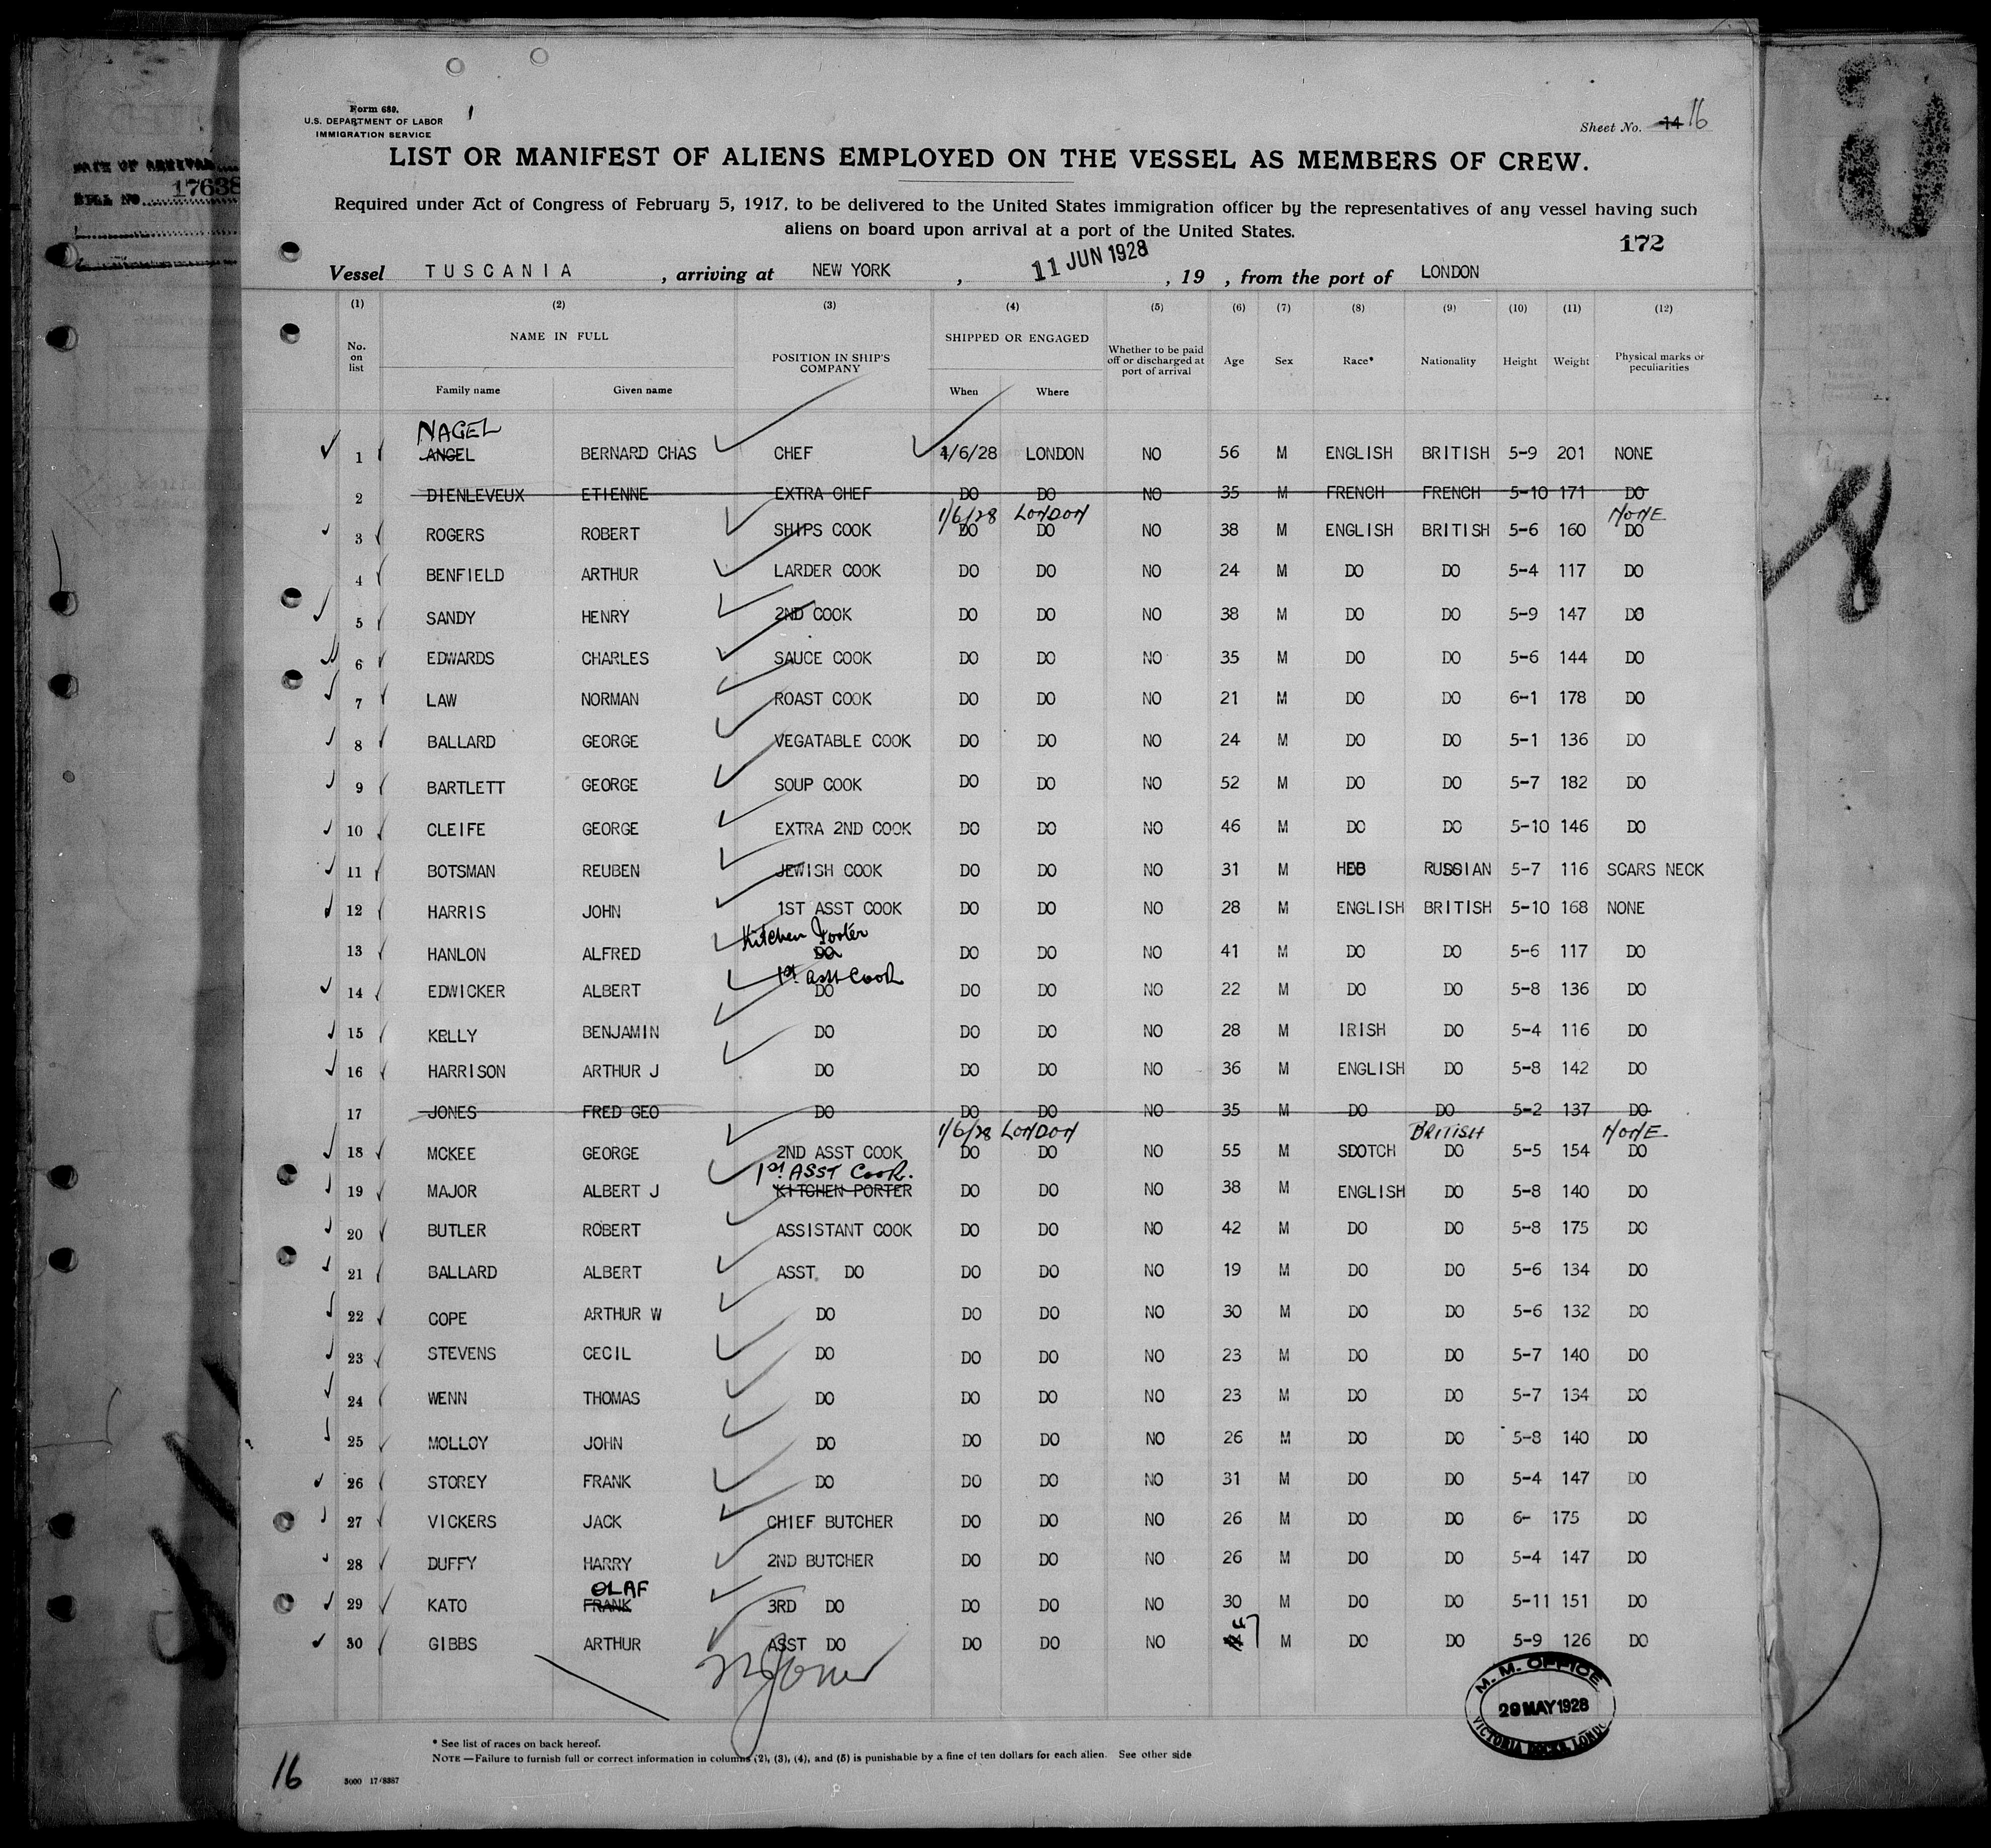 Form 689.
U.S. DEPARTMENT OF LABOR
IMMIGRATION SERVICE
Sheet No. 14 16
LIST OR MANIFEST OF ALIENS EMPLOYED ON THE VESSEL AS MEMBERS OF CREW.
Required under Act of Congress of February 5, 1917, to be delivered to the United States immigration officer by the representatives of any vessel having such
aliens on board upon arrival at a port of the United States.
172
BILL NO. 17638
Vessel TUSCANIA , arriving at NEW YORK , 11 JUN 1928 , 19 , from the port of LONDON
(1) (2) (3) (4) (5) (6) (7) (8) (9) (10) (11) (12)
No. on list NAME IN FULL Family name Given name POSITION IN SHIP'S COMPANY SHIPPED OR ENGAGED When Where Whether to be paid off or discharged at port of arrival Age Sex Race* Nationality Height Weight Physical marks or peculiarities
NAGEL
1 ANGEL BERNARD CHAS CHEF 1/6/28 LONDON NO 56 M ENGLISH BRITISH 5-9 201 NONE
2 DIENLEVEUX ETIENNE EXTRA CHEF DO DO NO 35 M FRENCH FRENCH 5-10 171 DO
1/6/28 LONDON NONE
3 ROGERS ROBERT SHIPS COOK DO DO NO 38 M ENGLISH BRITISH 5-6 160 DO
4 BENFIELD ARTHUR LARDER COOK DO DO NO 24 M DO DO 5-4 117 DO
5 SANDY HENRY 2ND COOK DO DO NO 38 M DO DO 5-9 147 DO
6 EDWARDS CHARLES SAUCE COOK DO DO NO 35 M DO DO 5-6 144 DO
7 LAW NORMAN ROAST COOK DO DO NO 21 M DO DO 6-1 178 DO
8 BALLARD GEORGE VEGATABLE COOK DO DO NO 24 M DO DO 5-1 136 DO
9 BARTLETT GEORGE SOUP COOK DO DO NO 52 M DO DO 5-7 182 DO
10 CLEIFE GEORGE EXTRA 2ND COOK DO DO NO 46 M DO DO 5-10 146 DO
11 BOTSMAN REUBEN JEWISH COOK DO DO NO 31 M HEB RUSSIAN 5-7 116 SCARS NECK
12 HARRIS JOHN 1ST ASST COOK DO DO NO 28 M ENGLISH BRITISH 5-10 168 NONE
Kitchen Porter
13 HANLON ALFRED DO DO DO NO 41 M DO DO 5-6 117 DO
1st asst Cook
14 EDWICKER ALBERT DO DO DO NO 22 M DO DO 5-8 136 DO
15 KELLY BENJAMIN DO DO DO NO 28 M IRISH DO 5-4 116 DO
16 HARRISON ARTHUR J DO DO DO NO 36 M ENGLISH DO 5-8 142 DO
17 JONES FRED GEO DO DO DO NO 35 M DO DO 5-2 137 DO
1/6/28 LONDON BRITISH NONE
18 MCKEE GEORGE 2ND ASST COOK DO DO NO 55 M SDOTCH DO 5-5 154 DO
1st ASST COOK.
19 MAJOR ALBERT J KITCHEN PORTER DO DO NO 38 M ENGLISH DO 5-8 140 DO
20 BUTLER ROBERT ASSISTANT COOK DO DO NO 42 M DO DO 5-8 175 DO
21 BALLARD ALBERT ASST. DO DO DO NO 19 M DO DO 5-6 134 DO
22 COPE ARTHUR W DO DO DO NO 30 M DO DO 5-6 132 DO
23 STEVENS CECIL DO DO DO NO 23 M DO DO 5-7 140 DO
24 WENN THOMAS DO DO DO NO 23 M DO DO 5-7 134 DO
25 MOLLOY JOHN DO DO DO NO 26 M DO DO 5-8 140 DO
26 STOREY FRANK DO DO DO NO 31 M DO DO 5-4 147 DO
27 VICKERS JACK CHIEF BUTCHER DO DO NO 26 M DO DO 6- 175 DO
28 DUFFY HARRY 2ND BUTCHER DO DO NO 26 M DO DO 5-4 147 DO
OLAF
29 KATO FRANK 3RD DO DO DO NO 30 M DO DO 5-11 151 DO
30 GIBBS ARTHUR ASST DO DO DO NO M DO DO 5-9 126 DO
M. M. OFFICE
29 MAY 1928
VICTORIA DOCKS, LONDON
* See list of races on back hereof.
NOTE.—Failure to furnish full or correct information in columns (2), (3), (4), and (5) is punishable by a fine of ten dollars for each alien. See other side
16
3000 17/8387